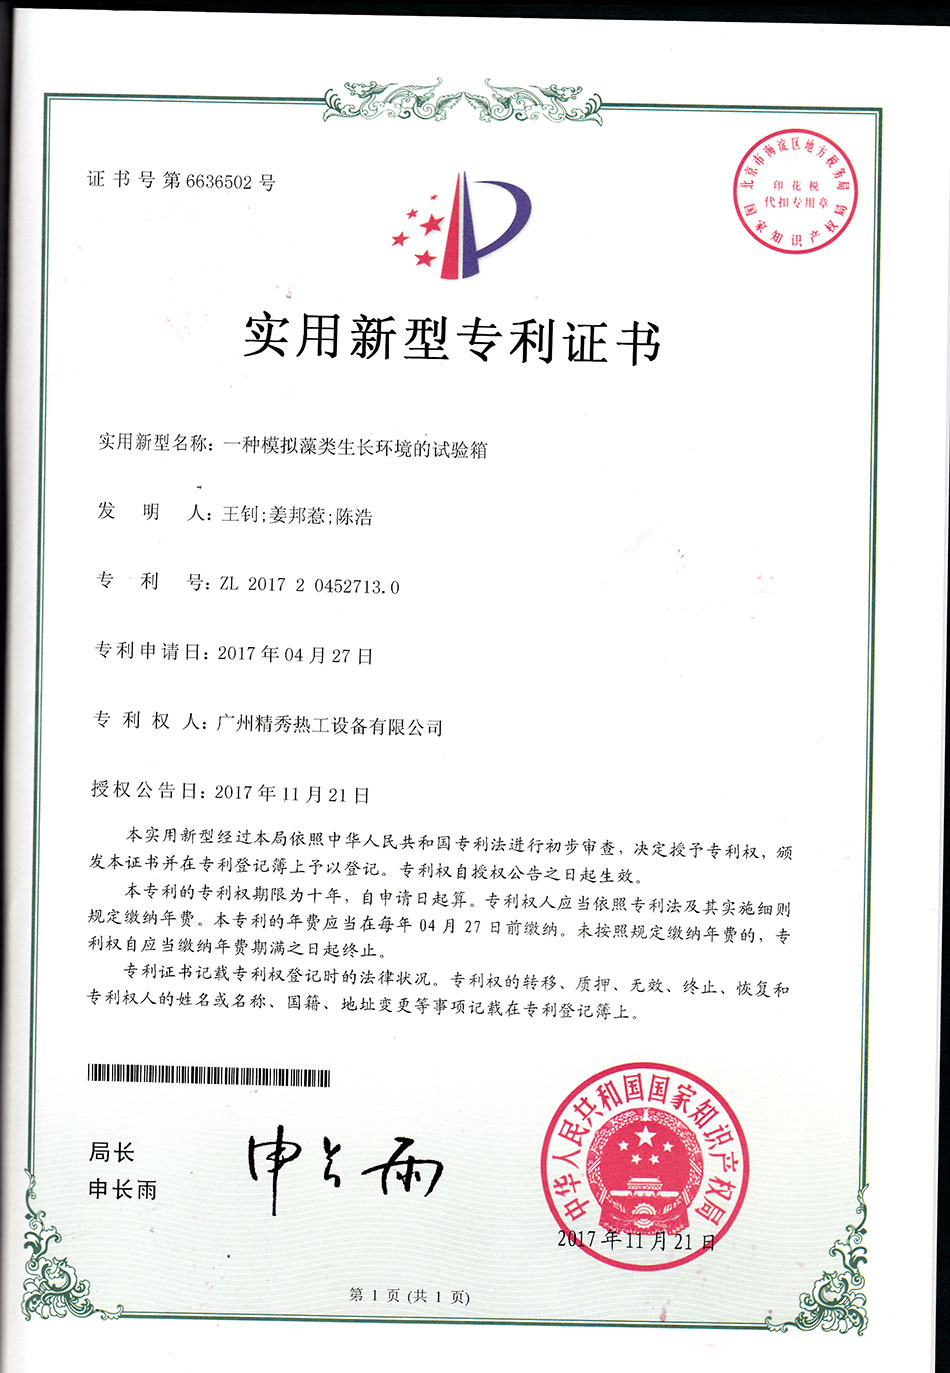 证书号第6636502号
北京市海淀区地方税务局
印花税
代扣专用章
国家知识产权局
实用新型专利证书
实用新型名称：一种模拟藻类生长环境的试验箱
发明人：王钊;姜邦惹;陈浩
专利号：ZL 2017 2 0452713.0
专利申请日：2017年04月27日
专利权人：广州精秀热工设备有限公司
授权公告日：2017年11月21日
本实用新型经过本局依照中华人民共和国专利法进行初步审查，决定授予专利权，颁
发本证书并在专利登记簿上予以登记。专利权自授权公告之日起生效。
本专利的专利权期限为十年，自申请日起算。专利权人应当依照专利法及其实施细则
规定缴纳年费。本专利的年费应当在每年04月27日前缴纳。未按照规定缴纳年费的，专
利权自应当缴纳年费期满之日起终止。
专利证书记载专利权登记时的法律状况。专利权的转移、质押、无效、终止、恢复和
专利权人的姓名或名称、国籍、地址变更等事项记载在专利登记簿上。
局长
申长雨
申长雨
中华人民共和国国家知识产权局
2017年11月21日
第1页(共1页)